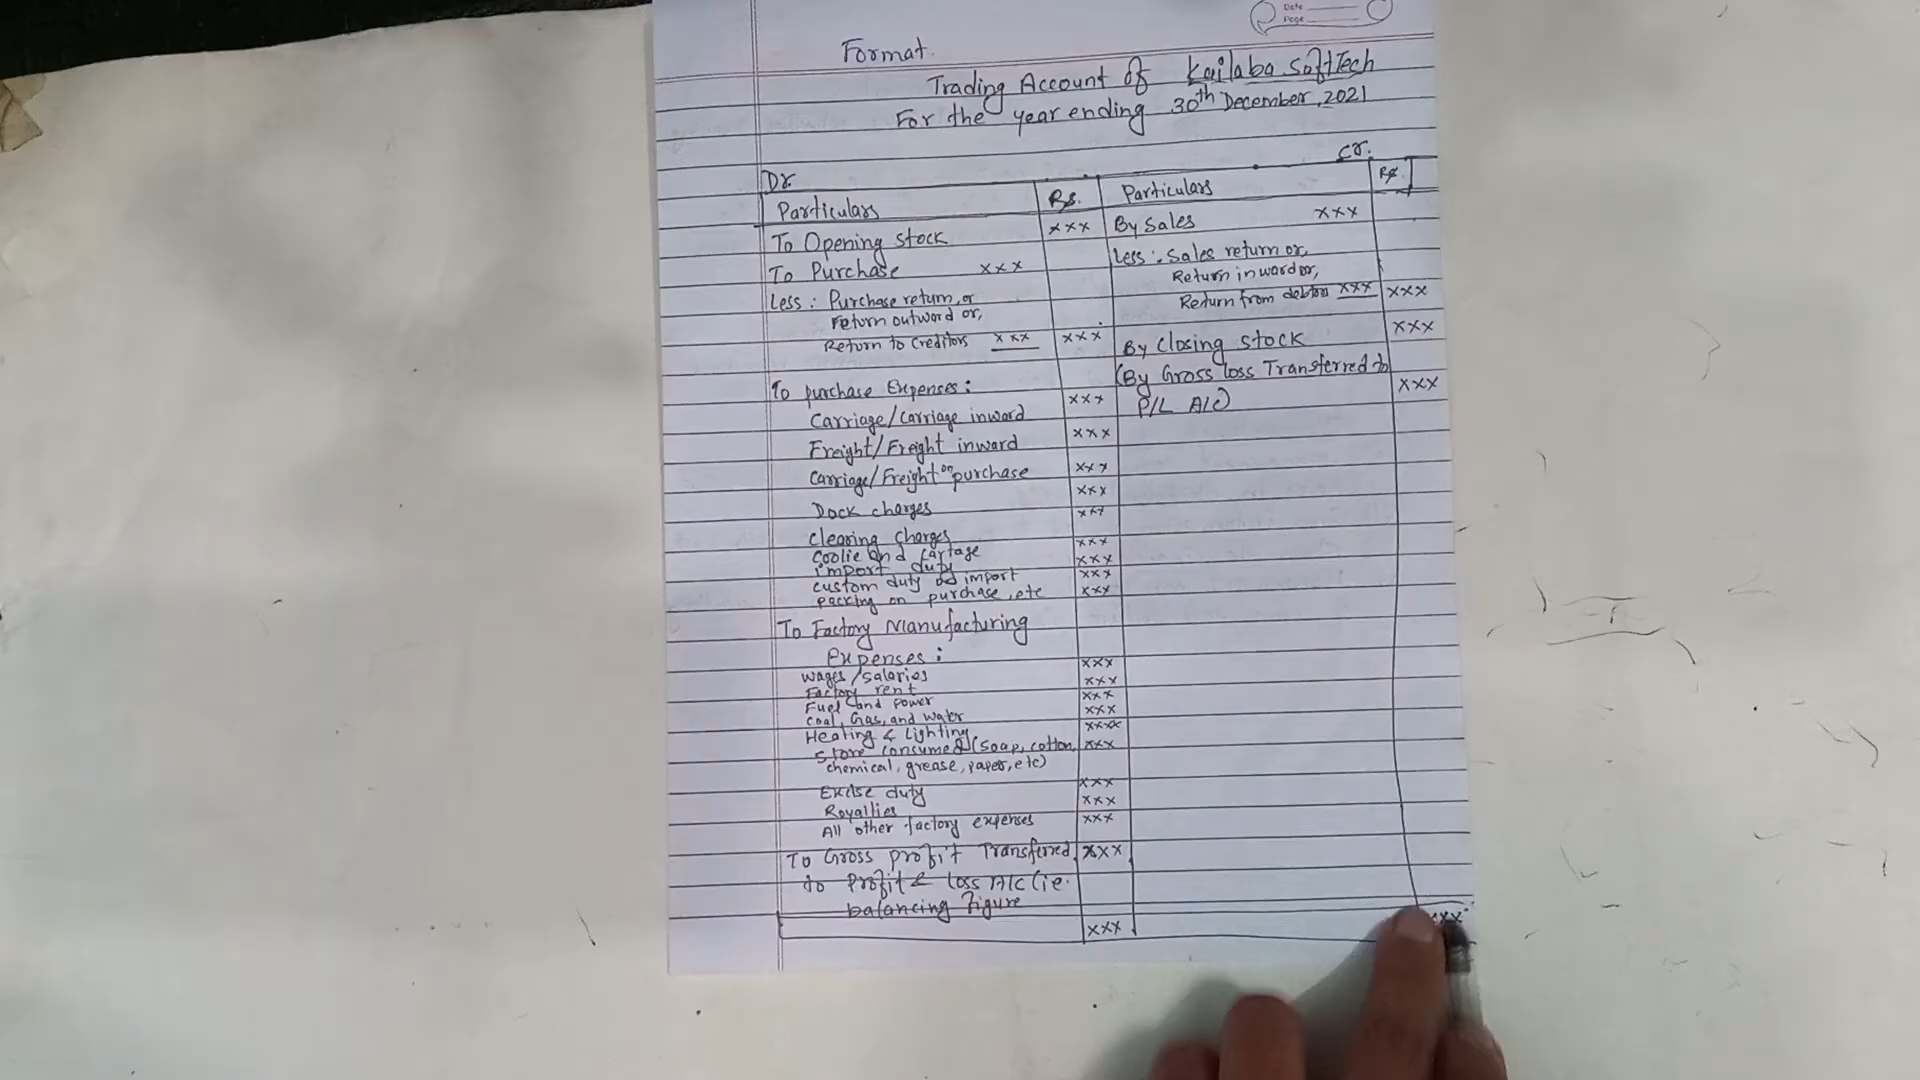 Date
Page
Format.
Trading Account of Kailaba SoftTech
For the year ending 30th December, 2021
Dr.
Cr.
Particulars Rs. Particulars Rs.
To Opening stock xxx
To Purchase xxx
Less: Purchase return, or
Return outward or,
Return to Creditors xxx xxx
To purchase Expenses:
Carriage/Carriage inward xxx
Freight/Freight inward xxx
Carriage/Freight on purchase xxx
Dock charges xxx
Clearing Charges xxx
Coolie and Cartage xxx
import duty xxx
custom duty on import xxx
packing on purchase, etc xxx
To Factory Manufacturing
Expenses:
Wages/Salaries xxx
Factory rent xxx
Fuel and Power xxx
Coal, Gas, and Water xxx
Heating & Lighting xxxx
Store Consumed (Soap, cotton, xxx
chemical, grease, paper, etc)
Excise duty xxx
Royalties xxx
All other factory expenses xxx
To Gross profit Transferred xxx
to Profit & Loss A/c (i.e.
balancing figure
xxx
By Sales xxx
Less: Sales return or,
Return inward or,
Return from debtors xxx xxx
By Closing stock xxx
(By Gross loss Transferred to
P/L A/C) xxx
xxx